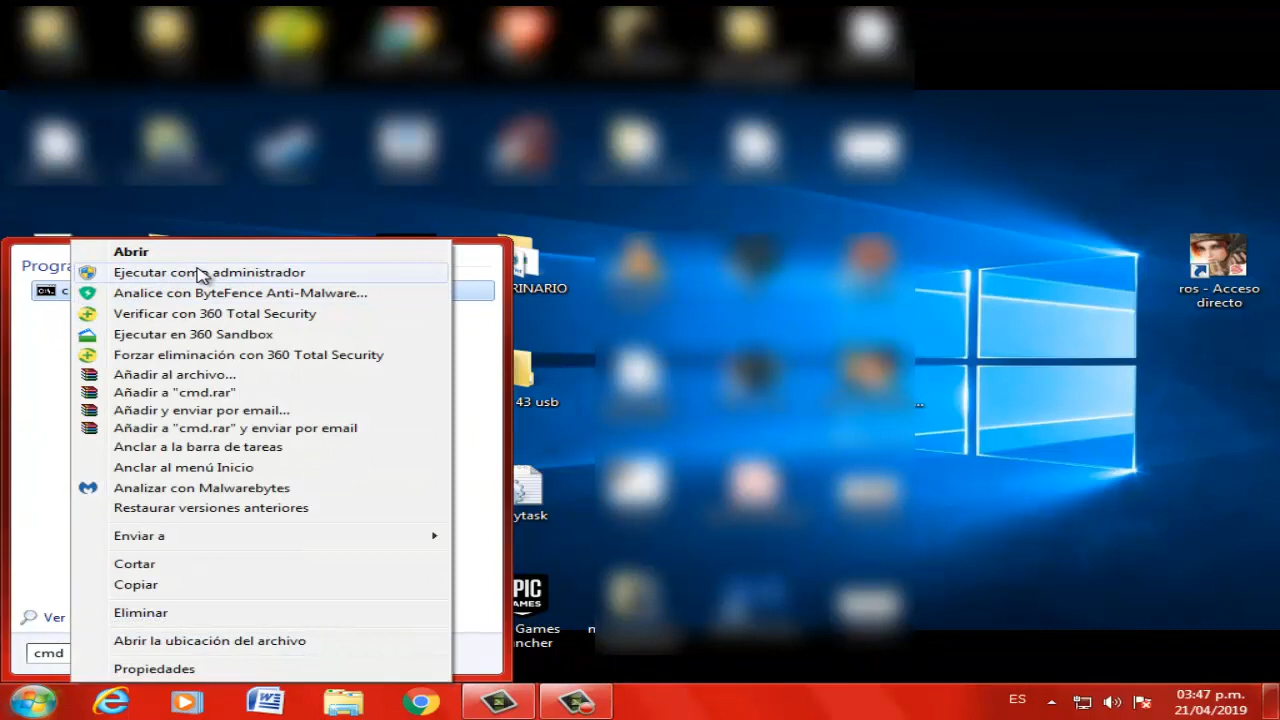 Progra
c
Abrir
Ejecutar como administrador
Analice con ByteFence Anti-Malware...
Verificar con 360 Total Security
Ejecutar en 360 Sandbox
Forzar eliminación con 360 Total Security
Añadir al archivo...
Añadir a "cmd.rar"
Añadir y enviar por email...
Añadir a "cmd.rar" y enviar por email
Anclar a la barra de tareas
Anclar al menú Inicio
Analizar con Malwarebytes
Restaurar versiones anteriores
Enviar a
Cortar
Copiar
Eliminar
Abrir la ubicación del archivo
Propiedades
Ver
cmd
RINARIO
43 usb
ytask
EPIC
GAMES
Games
ncher
...
ros - Acceso
directo
ES
03:47 p.m.
21/04/2019